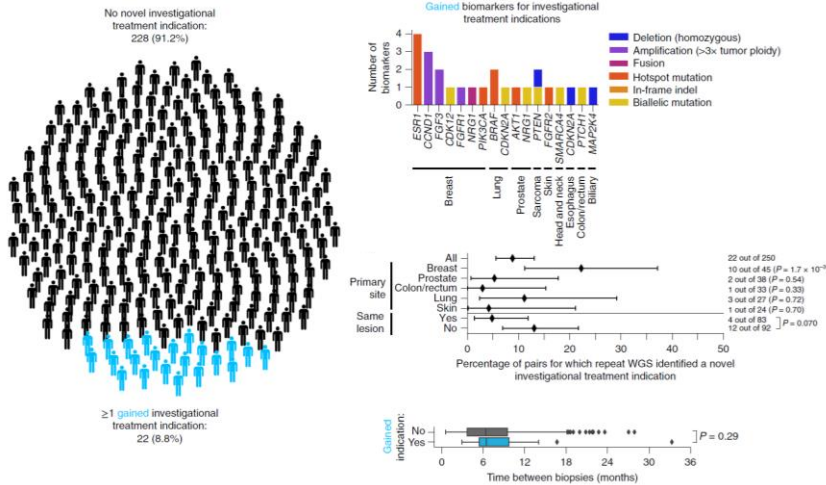 No novel investigational
treatment indication:
228 (91.2%)
≥1 gained investigational
treatment indication:
22 (8.8%)
Gained biomarkers for investigational
treatment indications
Number of
biomarkers
4
3
2
1
0
Deletion (homozygous)
Amplification (>3× tumor ploidy)
Fusion
Hotspot mutation
In-frame indel
Biallelic mutation
ESR1
CCND1
FGF3
CDK12
FGFR1
NRG1
PIK3CA
BRAF
CDKN2A
AKT1
NRG1
PTEN
FGFR2
SMARCA4
CDKN2A
PTCH1
MAP2K4
Breast
Lung
Prostate
Sarcoma
Skin
Head and neck
Esophagus
Colon/rectum
Biliary
Primary
site
Same
lesion
All
Breast
Prostate
Colon/rectum
Lung
Skin
Yes
No
22 out of 250
10 out of 45 (P = 1.7 × 10⁻³
2 out of 38 (P = 0.54)
1 out of 33 (P = 0.33)
3 out of 27 (P = 0.72)
1 out of 24 (P = 0.70)
4 out of 83
12 out of 92
P = 0.070
0 10 20 30 40 50
Percentage of pairs for which repeat WGS identified a novel
investigational treatment indication
Gained
indication:
No
Yes
P = 0.29
0 6 12 18 24 30 36
Time between biopsies (months)